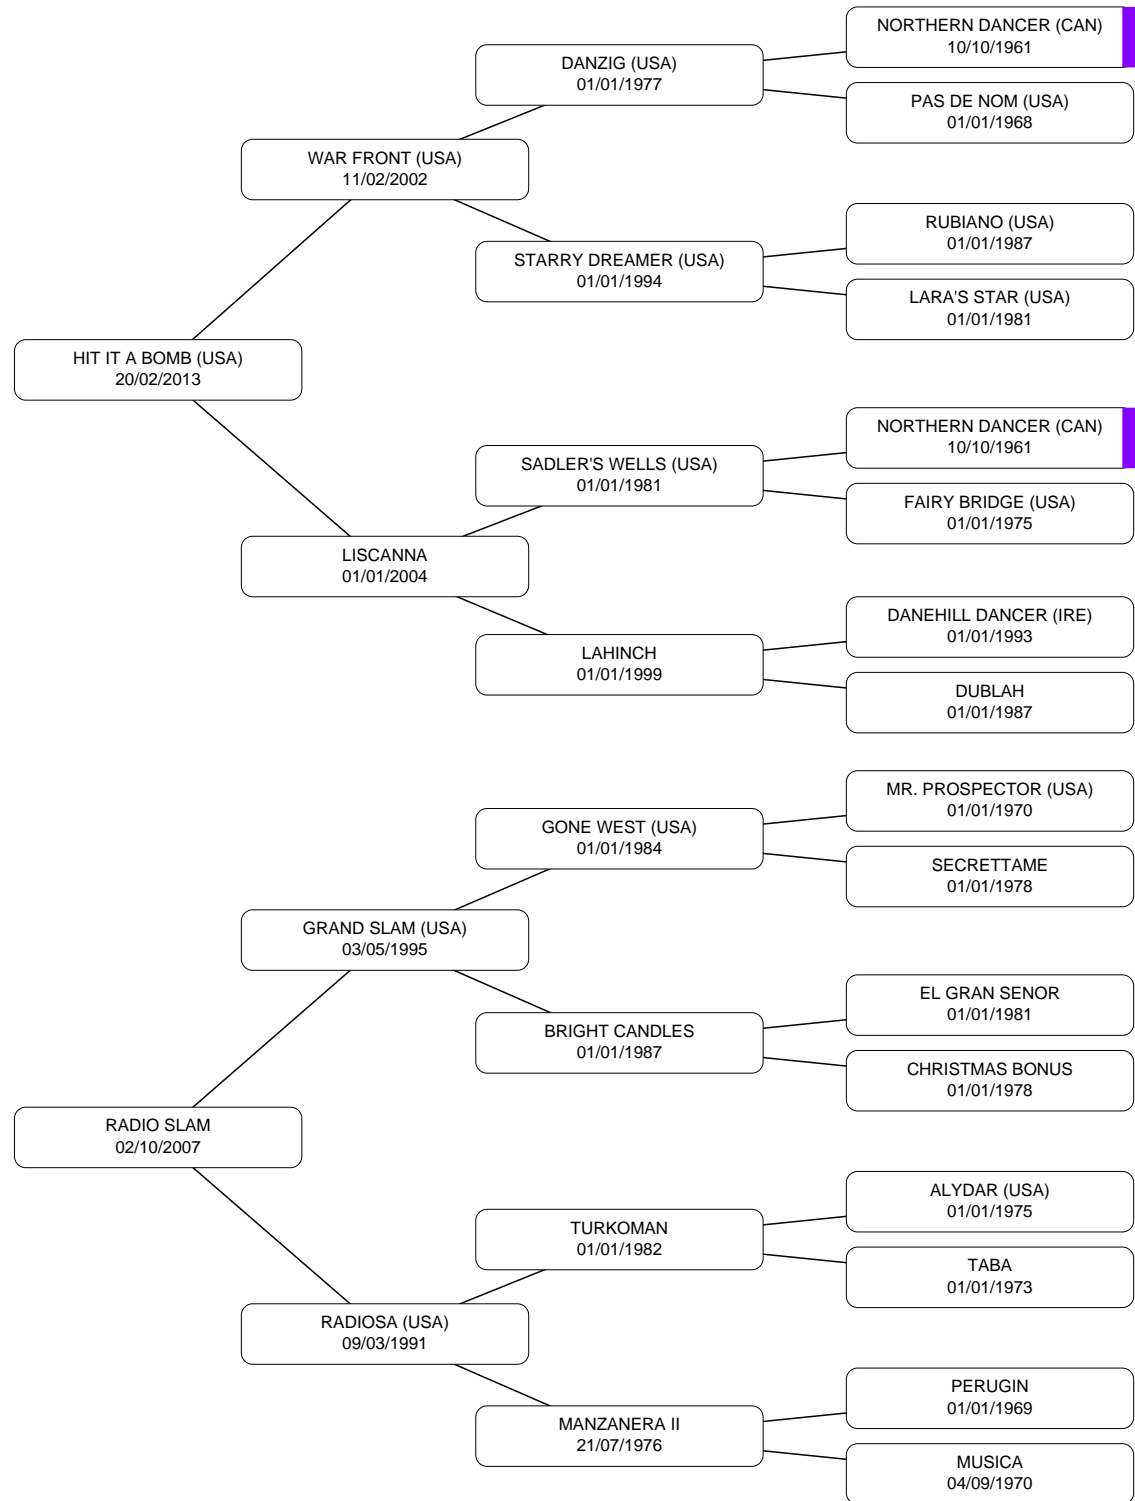 NORTHERN DANCER (CAN)
10/10/1961
DANZIG (USA)
01/01/1977
PAS DE NOM (USA)
01/01/1968
WAR FRONT (USA)
11/02/2002
RUBIANO (USA)
01/01/1987
STARRY DREAMER (USA)
01/01/1994
LARA'S STAR (USA)
01/01/1981
HIT IT A BOMB (USA)
20/02/2013
NORTHERN DANCER (CAN)
10/10/1961
SADLER'S WELLS (USA)
01/01/1981
FAIRY BRIDGE (USA)
01/01/1975
LISCANNA
01/01/2004
DANEHILL DANCER (IRE)
01/01/1993
LAHINCH
01/01/1999
DUBLAH
01/01/1987
MR. PROSPECTOR (USA)
01/01/1970
GONE WEST (USA)
01/01/1984
SECRETTAME
01/01/1978
GRAND SLAM (USA)
03/05/1995
EL GRAN SENOR
01/01/1981
BRIGHT CANDLES
01/01/1987
CHRISTMAS BONUS
01/01/1978
RADIO SLAM
02/10/2007
ALYDAR (USA)
01/01/1975
TURKOMAN
01/01/1982
TABA
01/01/1973
RADIOSA (USA)
09/03/1991
PERUGIN
01/01/1969
MANZANERA II
21/07/1976
MUSICA
04/09/1970